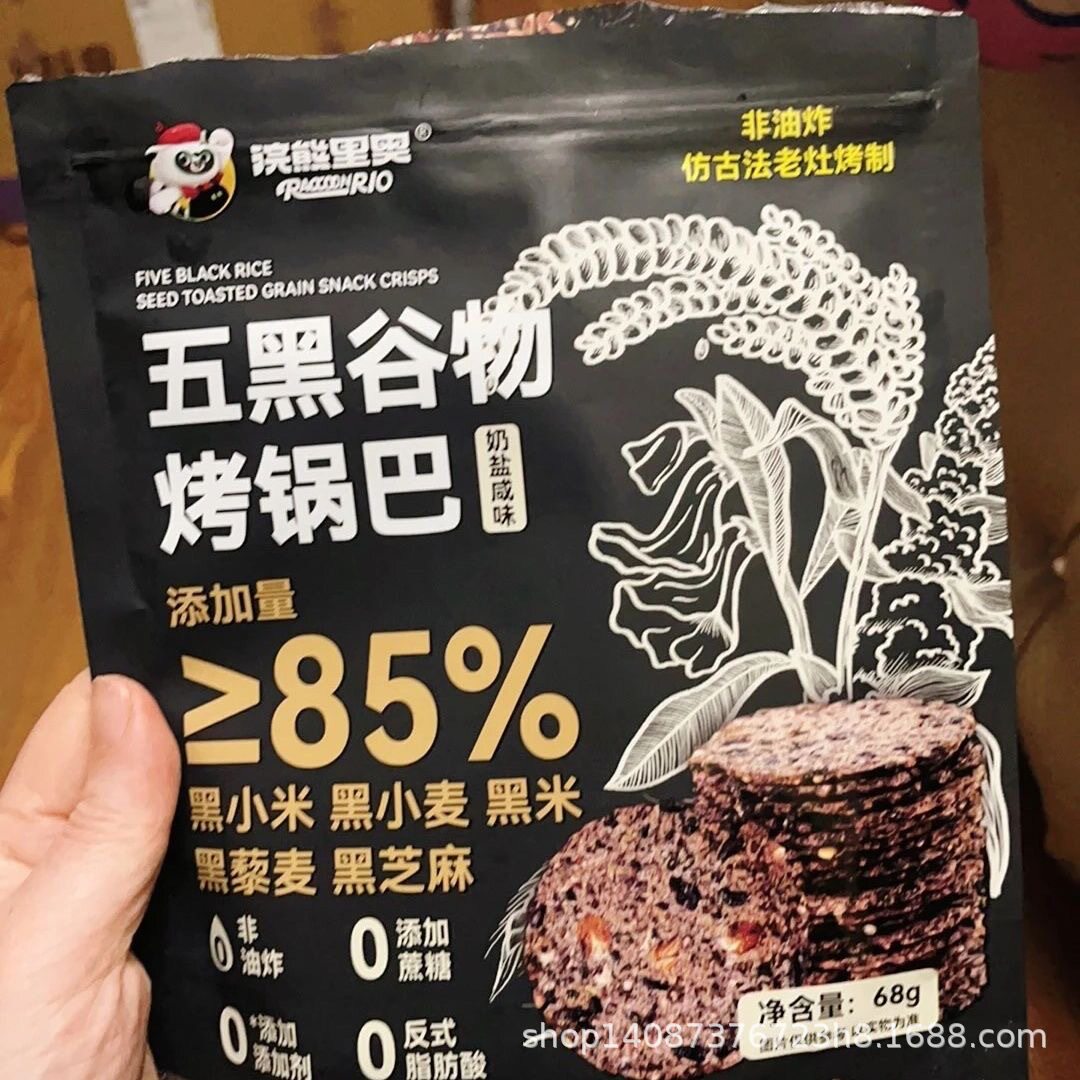 浣熊里奥®
RACCOON RIO
非油炸
仿古法老灶烤制
FIVE BLACK RICE
SEED TOASTED GRAIN SNACK CRISPS
五黑谷物
烤锅巴
奶盐咸味
添加量
≥85%
黑小米 黑小麦 黑米
黑藜麦 黑芝麻
非
油炸
0 添加
蔗糖
0 *添加
添加剂
0 反式
脂肪酸
净含量：68g
shop14087376723h8.1688.com